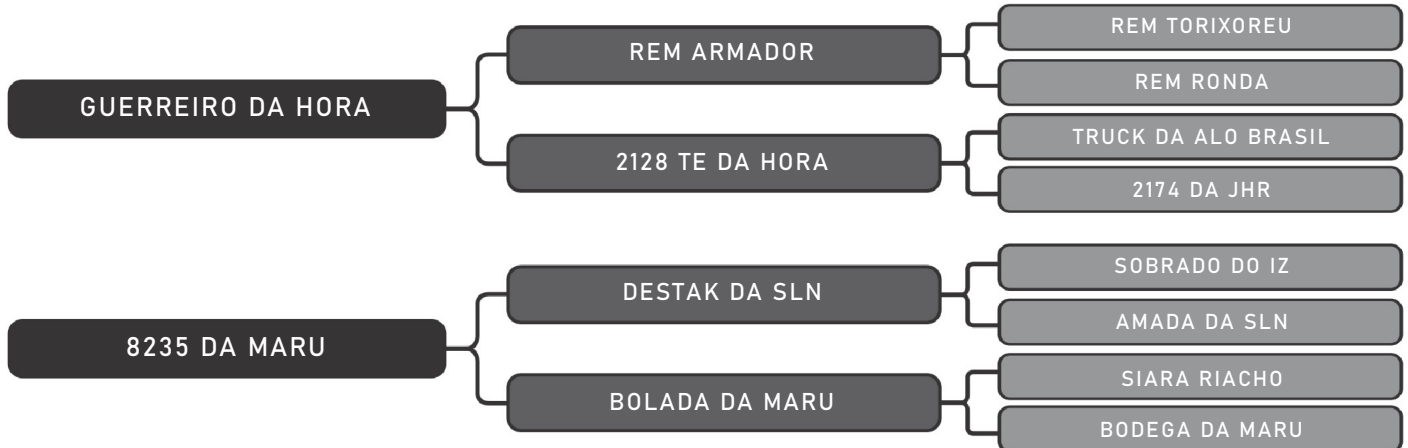 GUERREIRO DA HORA
REM ARMADOR
REM TORIXOREU
REM RONDA
2128 TE DA HORA
TRUCK DA ALO BRASIL
2174 DA JHR
8235 DA MARU
DESTAK DA SLN
SOBRADO DO IZ
AMADA DA SLN
BOLADA DA MARU
SIARA RIACHO
BODEGA DA MARU